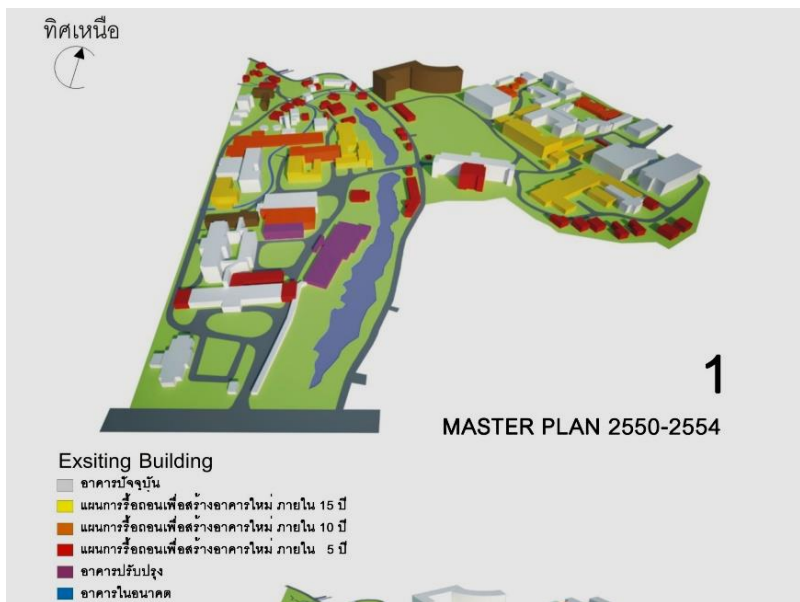 ทิศเหนือ
1
MASTER PLAN 2550-2554
Exsiting Building
อาคารปัจจุบัน
แผนการรื้อถอนเพื่อสร้างอาคารใหม่ ภายใน 15 ปี
แผนการรื้อถอนเพื่อสร้างอาคารใหม่ ภายใน 10 ปี
แผนการรื้อถอนเพื่อสร้างอาคารใหม่ ภายใน 5 ปี
อาคารปรับปรุง
อาคารในอนาคต